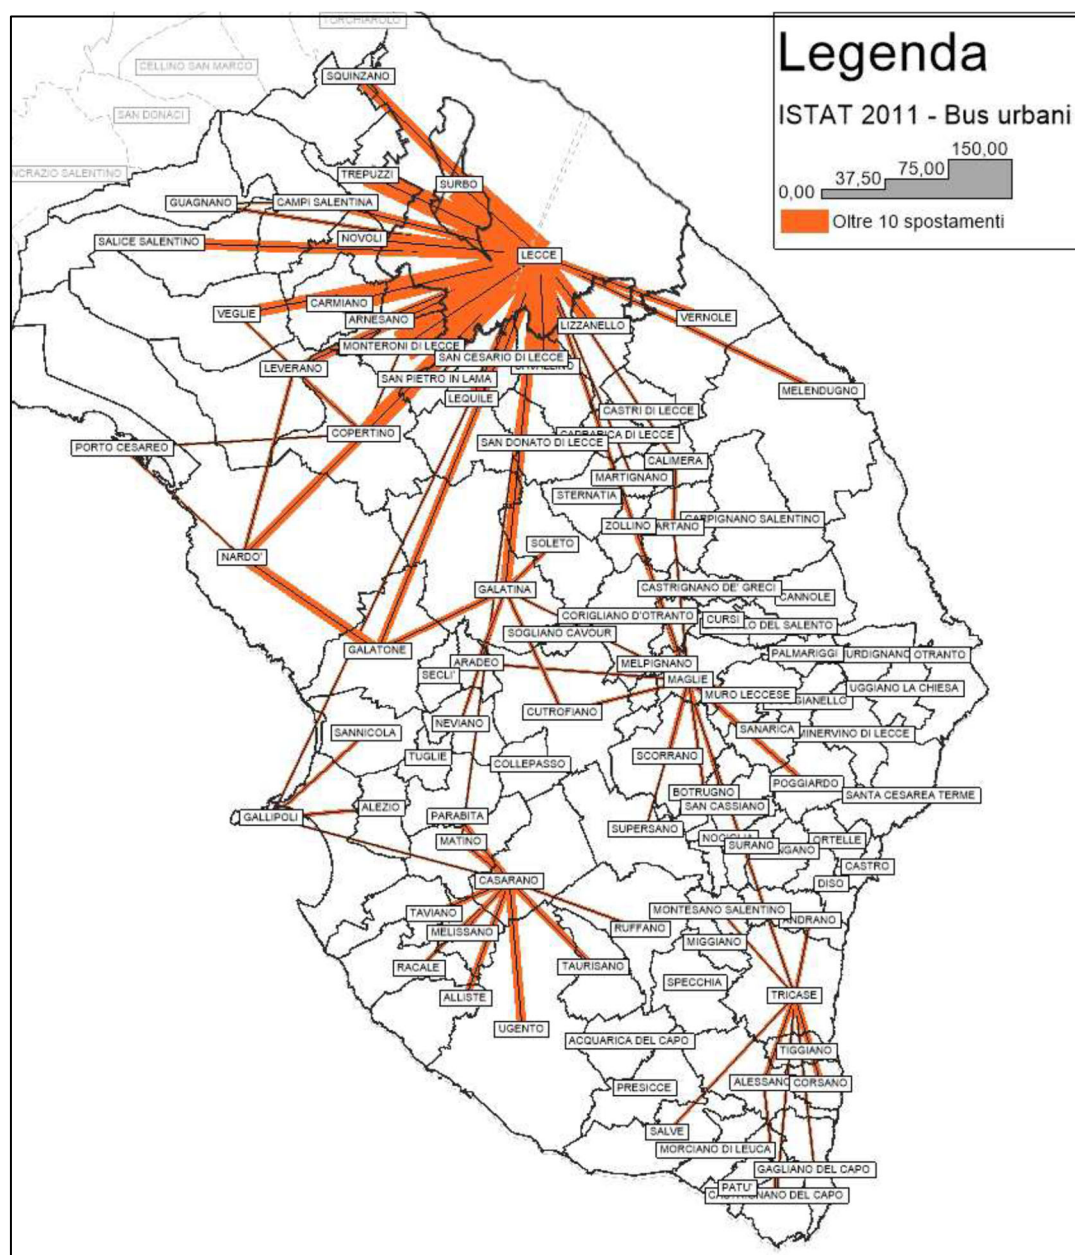 TORCHIAROLO
Legenda
CELLINO SAN MARCO
SQUINZANO
SAN DONACI
ISTAT 2011 - Bus urbani
150,00
75,00
37,50
0,00
Oltre 10 spostamenti
NCRAZIO SALENTINO
TREPUZZI
SURBO
GUAGNANO
CAMPI SALENTINA
SALICE SALENTINO
NOVOLI
LECCE
VEGLIE
CARMIANO
ARNESANO
LIZZANELLO
VERNOLE
MONTERONI DI LECCE
SAN CESARIO DI LECCE
LEVERANO
SAN PIETRO IN LAMA
MELENDUGNO
LEQUILE
CASTRI DI LECCE
COPERTINO
SAN DONATO DI LECCE
PORTO CESAREO
CALIMERA
MARTIGNANO
STERNATIA
ZOLLINO
SOLETO
NARDO'
GALATINA
CASTRIGNANO DE' GRECI
CANNOLE
CORIGLIANO D'OTRANTO
CURSI
SOGLIANO CAVOUR
GALATONE
ARADEO
MELPIGNANO
PALMARIGGI
OTRANTO
SECLI'
MAGLIE
MURO LECCESE
UGGIANO LA CHIESA
CUTROFIANO
NEVIANO
SANNICOLA
SANARICA
MINERVINO DI LECCE
TUGLIE
COLLEPASSO
SCORRANO
POGGIARDO
BOTRUGNO
SANTA CESAREA TERME
ALEZIO
SAN CASSIANO
GALLIPOLI
PARABITA
SUPERSANO
MATINO
SURANO
ORTELLE
CASTRO
CASARANO
DISO
TAVIANO
MONTESANO SALENTINO
MELISSANO
RUFFANO
MIGGIANO
RACALE
TAURISANO
SPECCHIA
ALLISTE
TRICASE
UGENTO
ACQUARICA DEL CAPO
TIGGIANO
PRESICCE
ALESSANO
CORSANO
SALVE
MORCIANO DI LEUCA
GAGLIANO DEL CAPO
PATU'